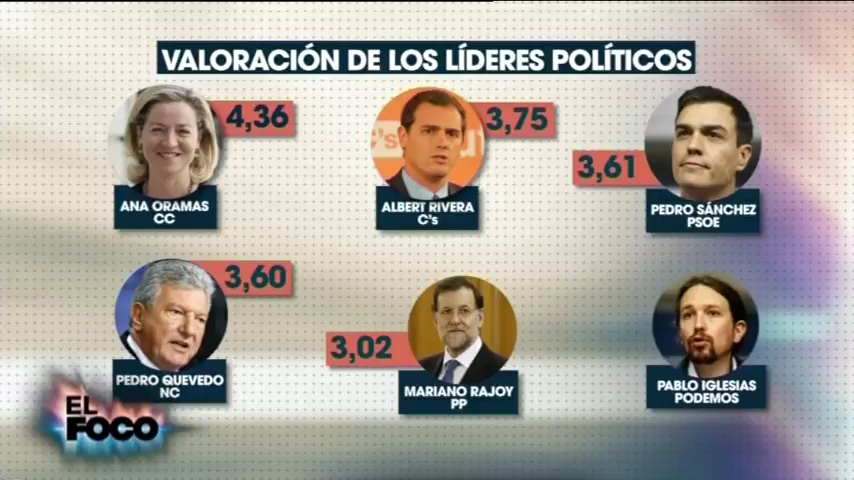 VALORACIÓN DE LOS LÍDERES POLÍTICOS
4,36
ANA ORAMAS
CC
3,75
ALBERT RIVERA
C's
3,61
PEDRO SÁNCHEZ
PSOE
3,60
PEDRO QUEVEDO
NC
3,02
MARIANO RAJOY
PP
PABLO IGLESIAS
PODEMOS
EL
FOCO